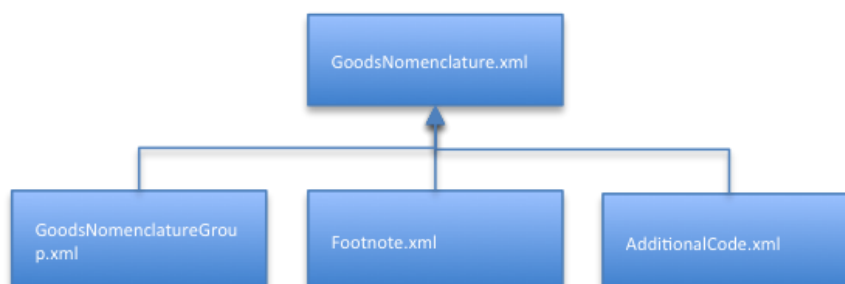 GoodsNomenclature.xml
GoodsNomenclatureGrou
p.xml
Footnote.xml
AdditionalCode.xml